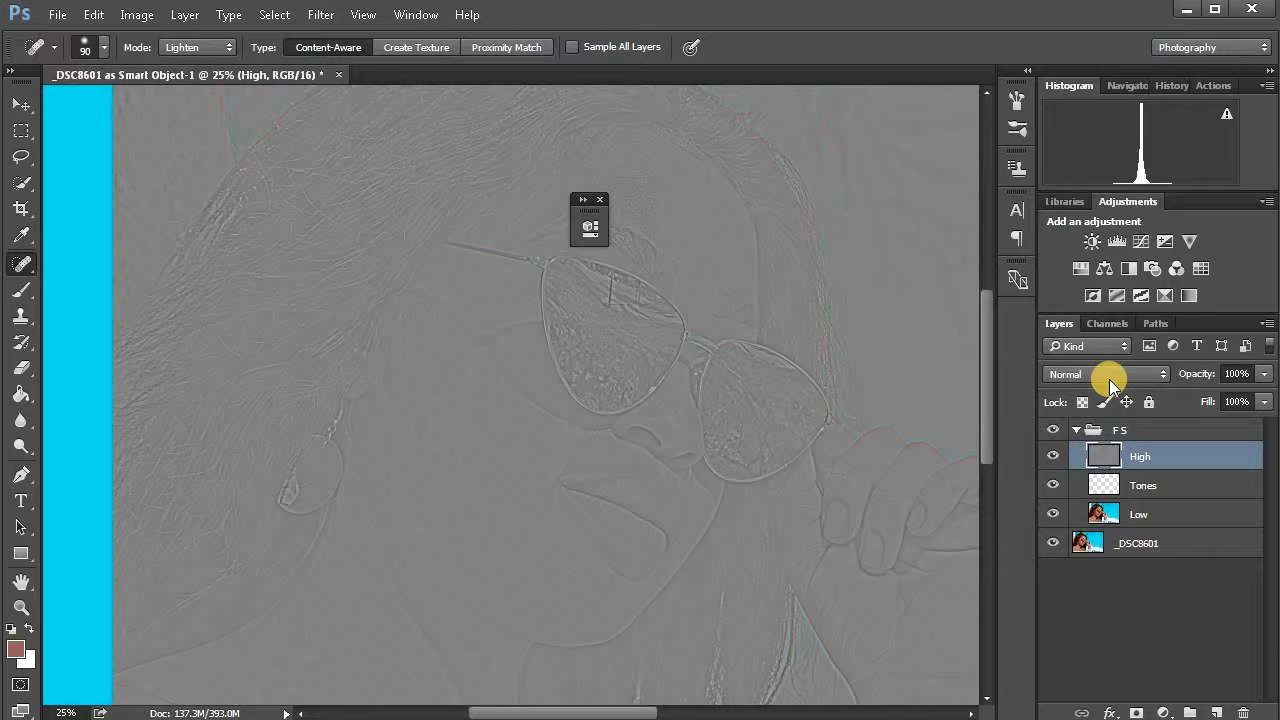 Ps File Edit Image Layer Type Select Filter View Window Help
90 Mode: Lighten Type: Content-Aware Create Texture Proximity Match Sample All Layers Photography
_DSC8601 as Smart Object-1 @ 25% (High, RGB/16) * ×
Histogram Navigato History Actions
Libraries Adjustments
Add an adjustment
Layers Channels Paths
Kind
Normal Opacity: 100%
Lock: Fill: 100%
F S
High
Tones
Low
_DSC8601
25% Doc: 137.3M/393.0M